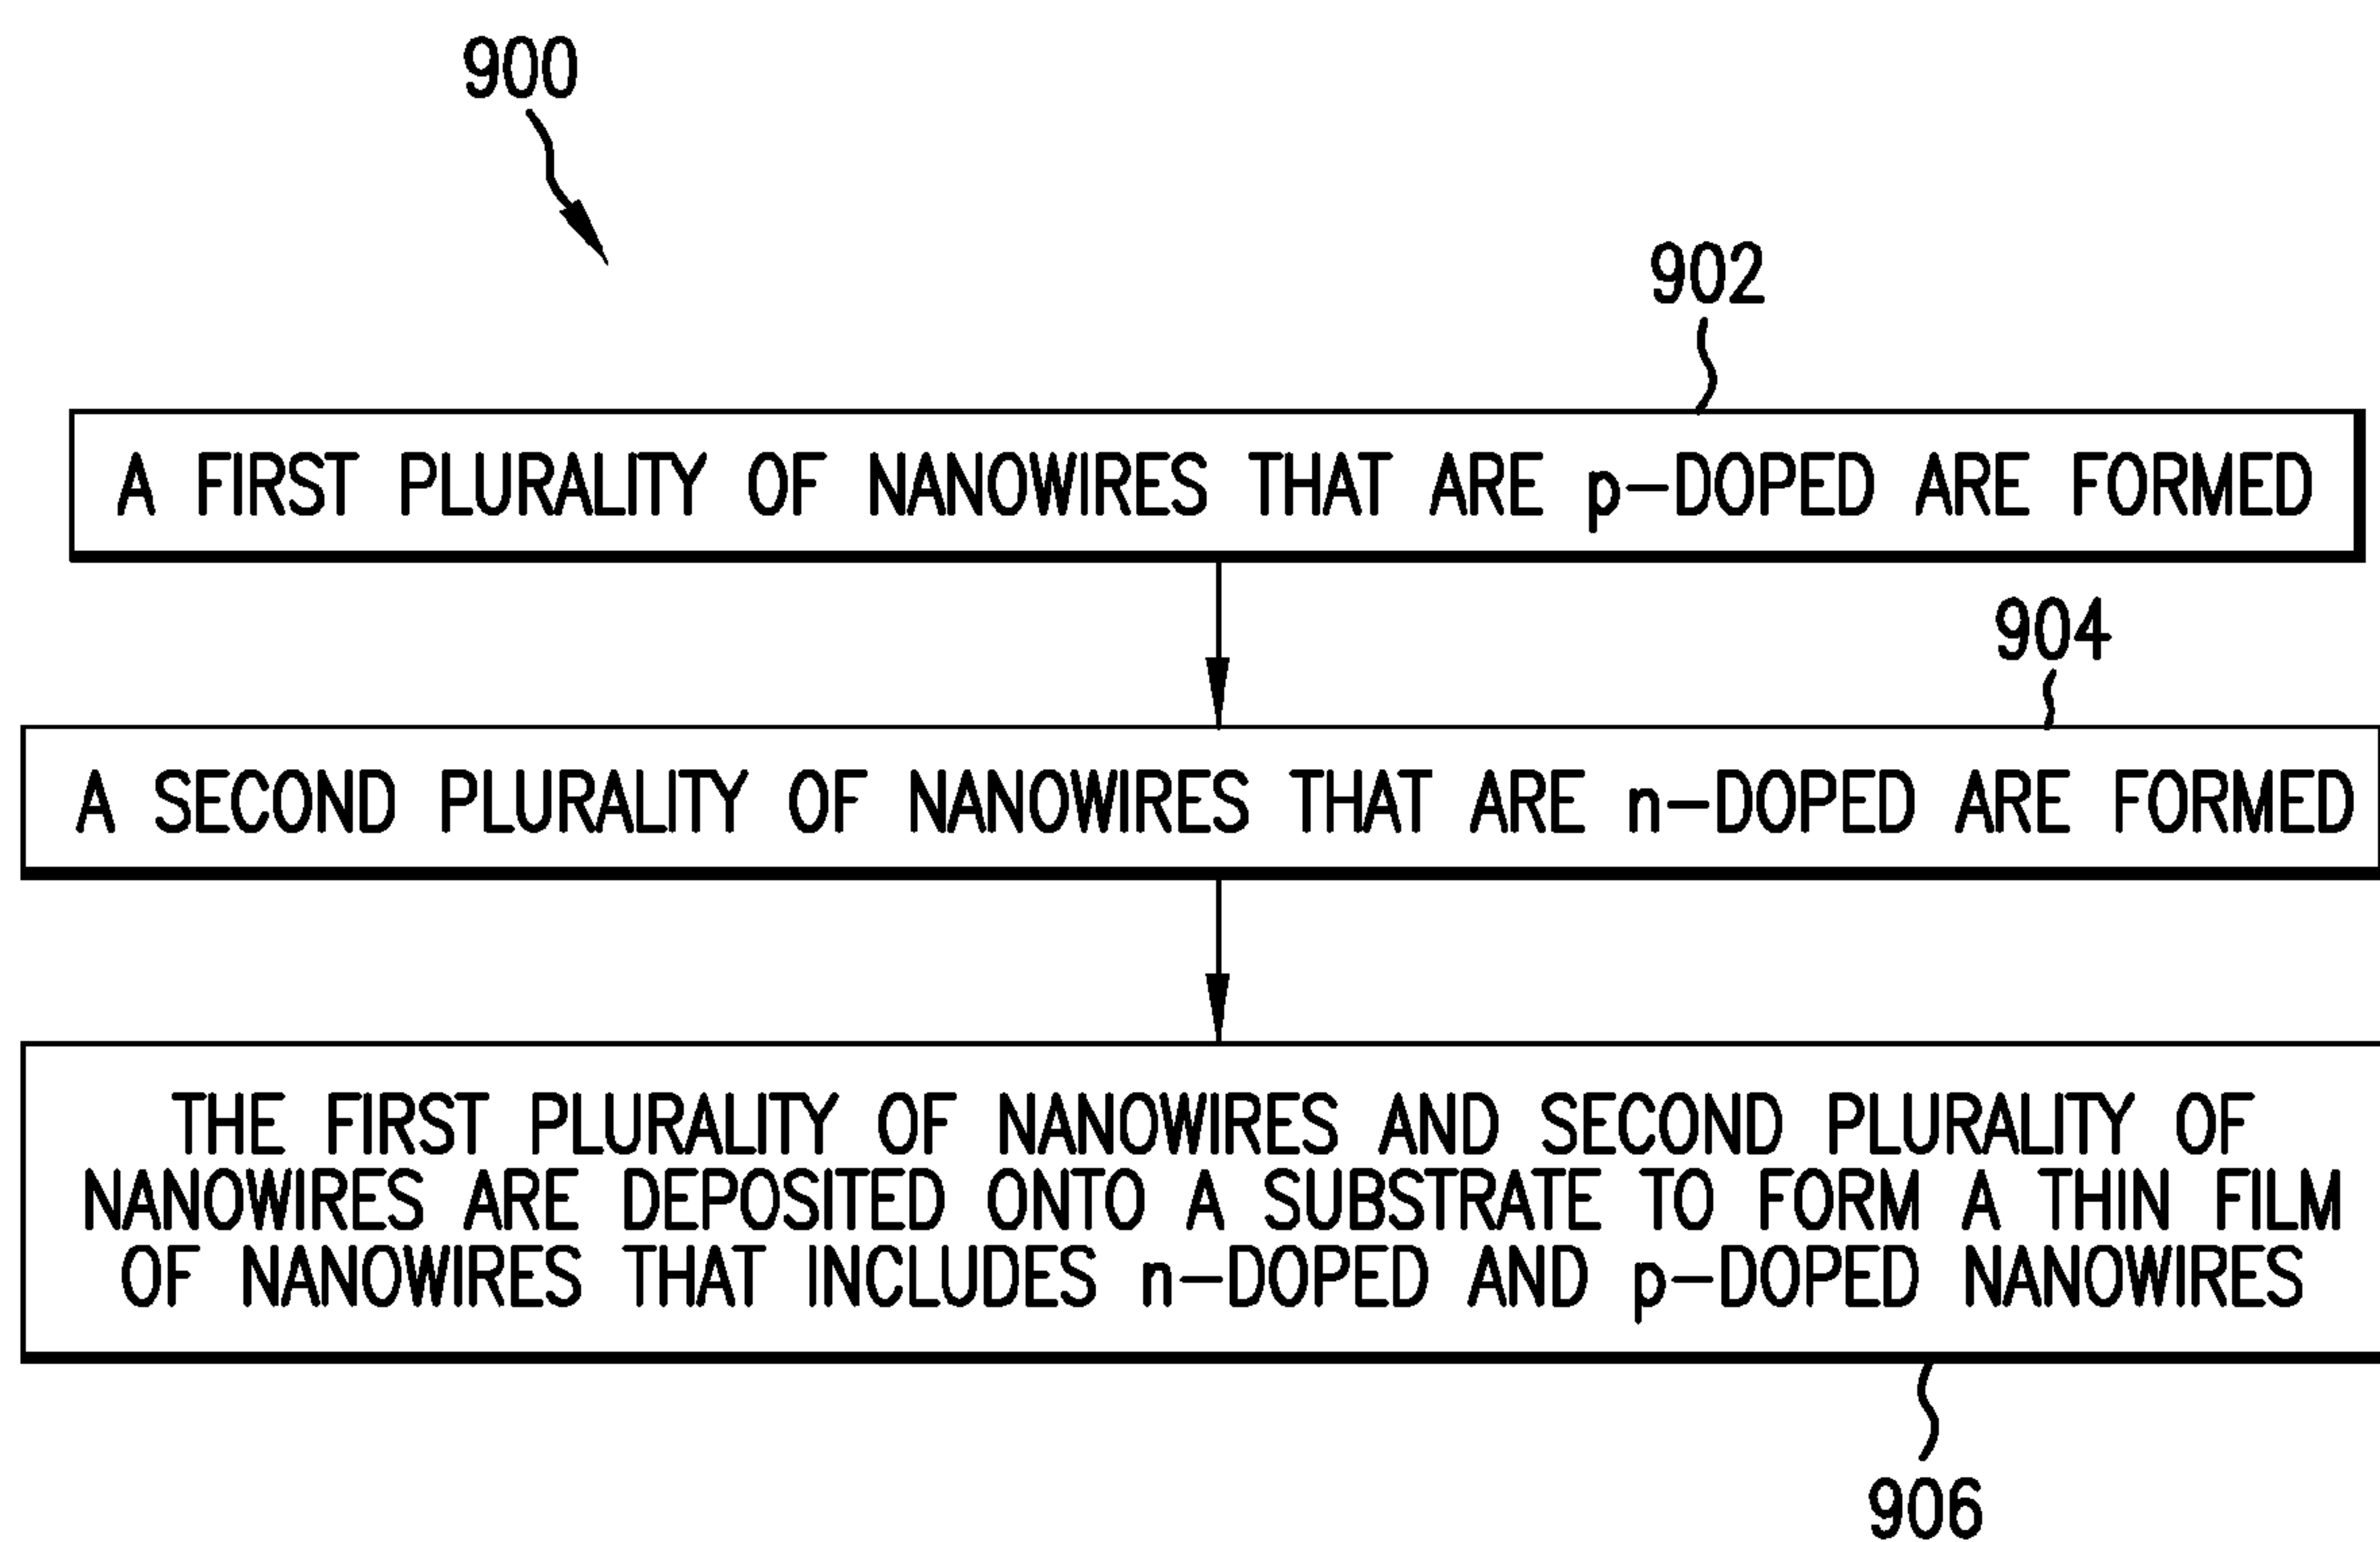 900
902
A FIRST PLURALITY OF NANOWIRES THAT ARE p-DOPED ARE FORMED
904
A SECOND PLURALITY OF NANOWIRES THAT ARE n-DOPED ARE FORMED
THE FIRST PLURALITY OF NANOWIRES AND SECOND PLURALITY OF
NANOWIRES ARE DEPOSITED ONTO A SUBSTRATE TO FORM A THIN FILM
OF NANOWIRES THAT INCLUDES n-DOPED AND p-DOPED NANOWIRES
906